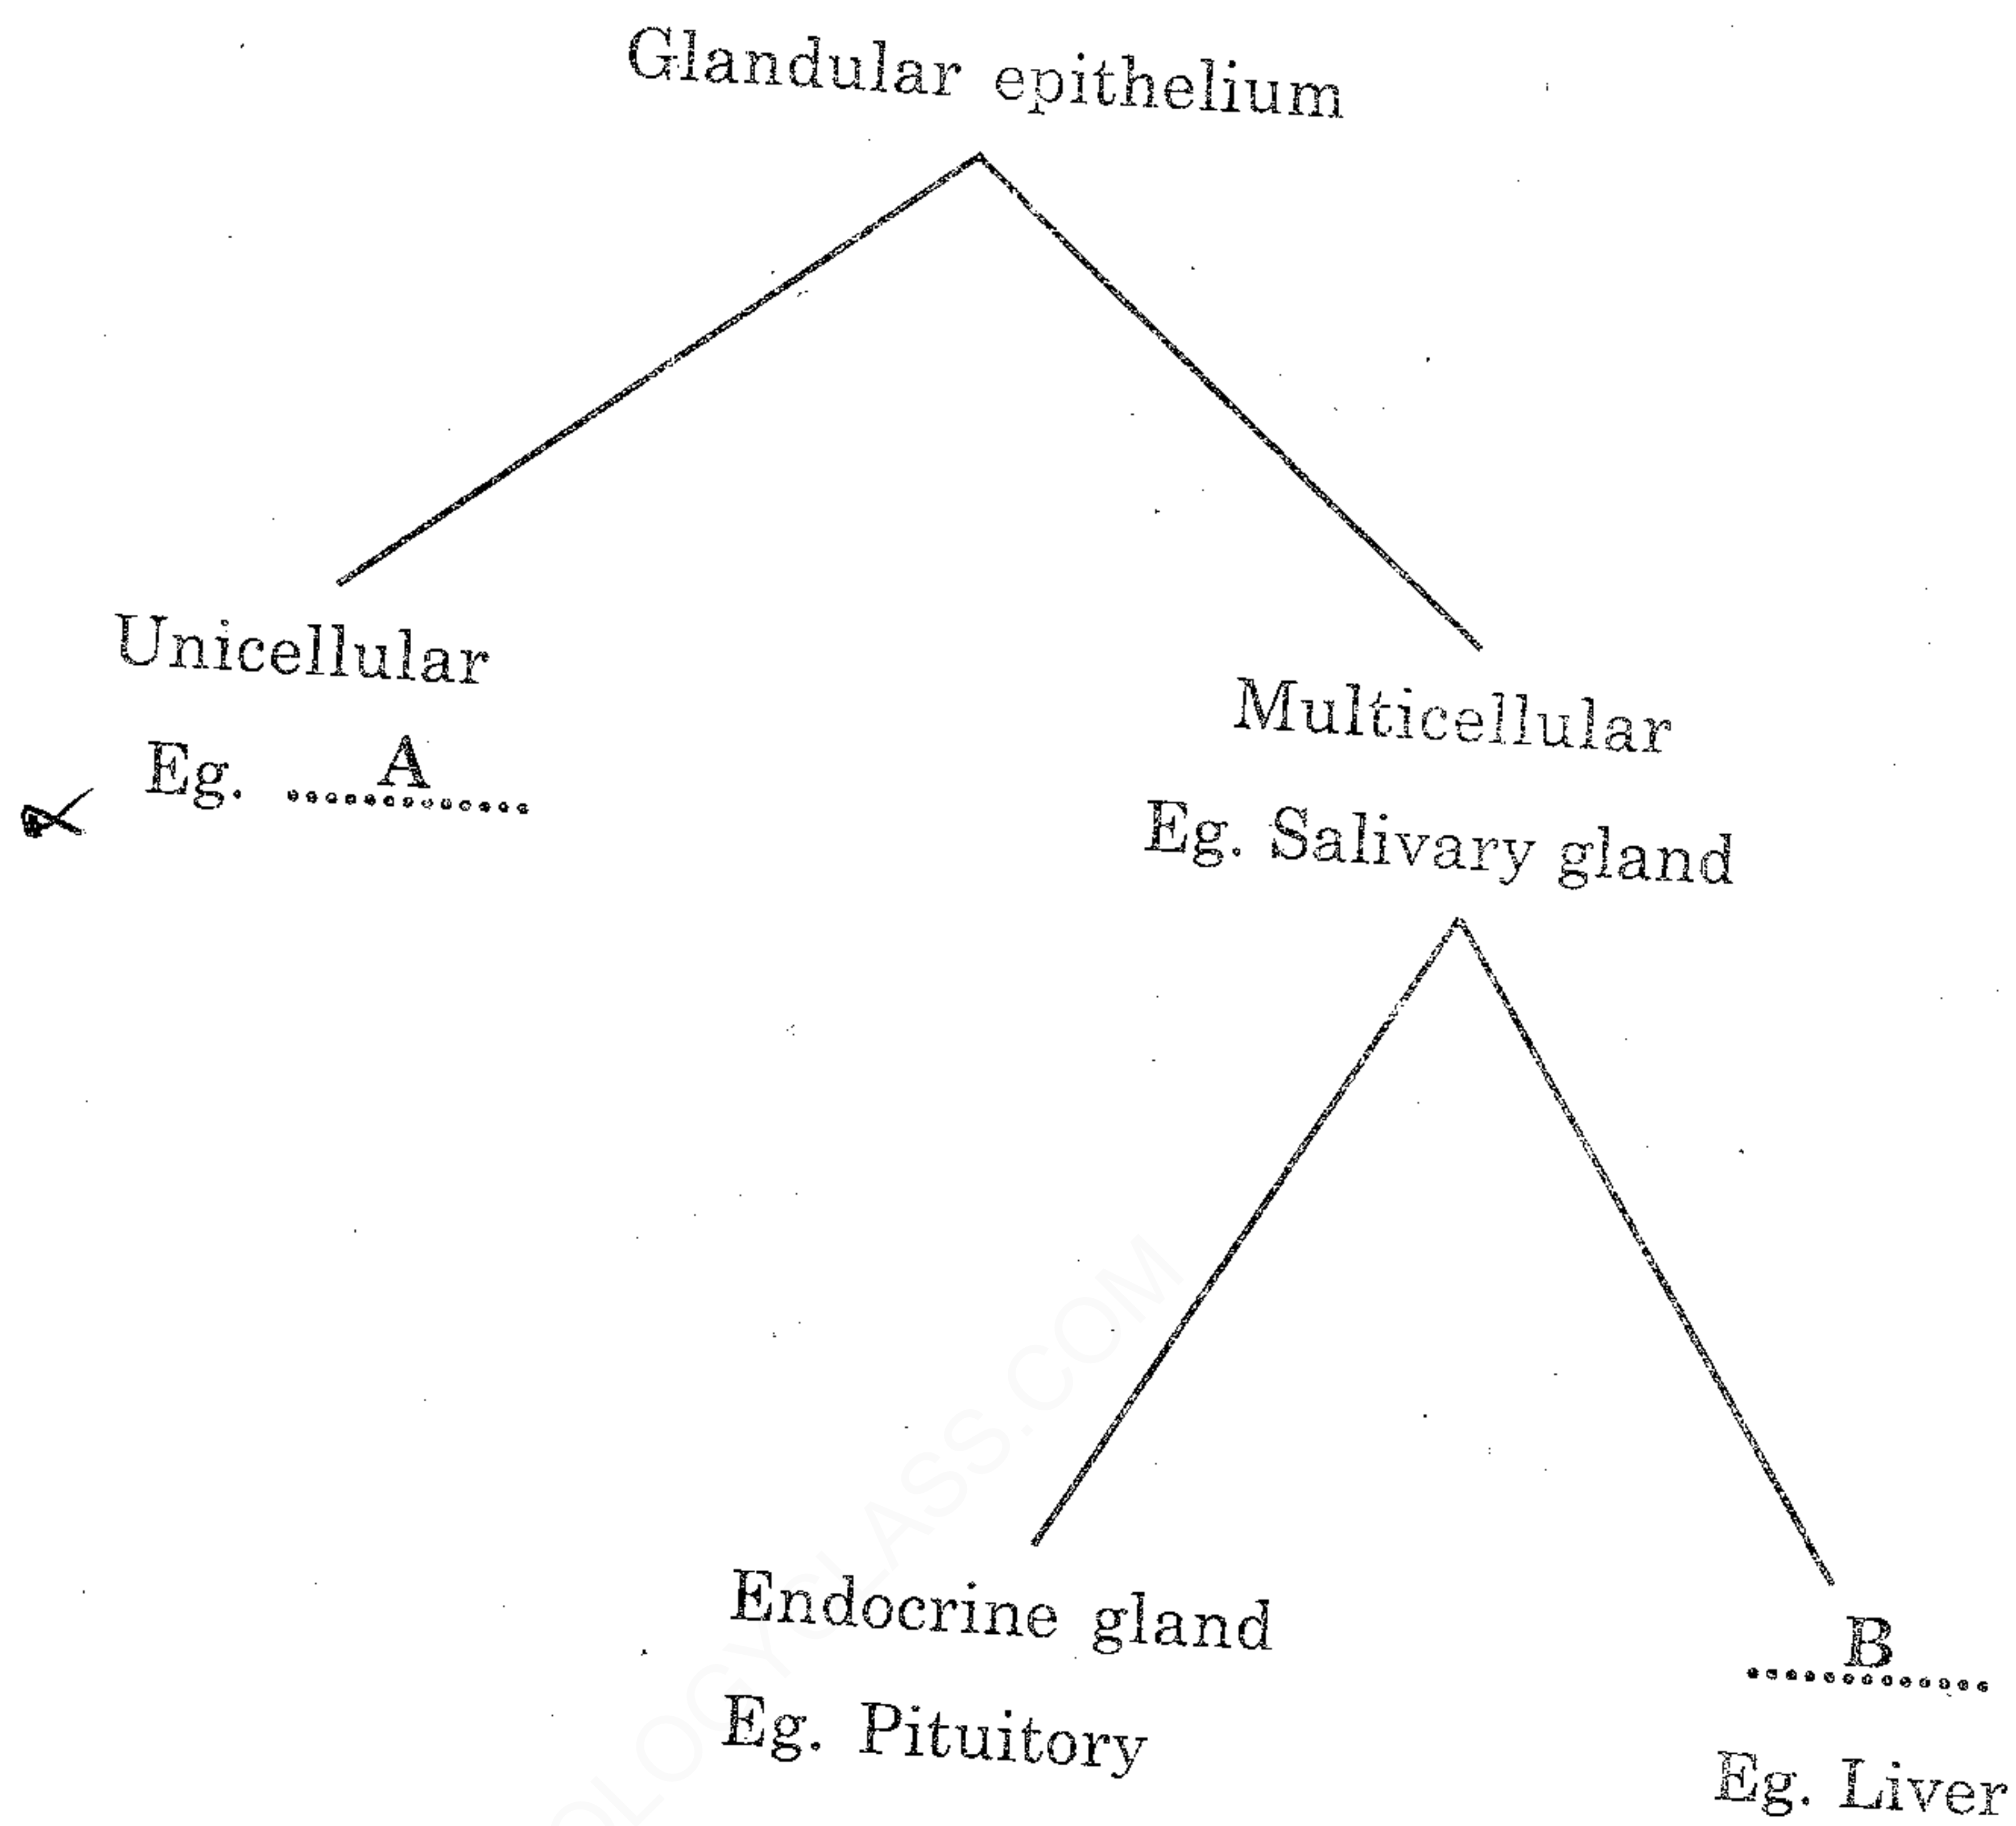 Glandular epithelium
Unicellular
Eg. ............. A
Multicellular
Eg. Salivary gland
Endocrine gland
Eg. Pituitory
............. B
Eg. Liver